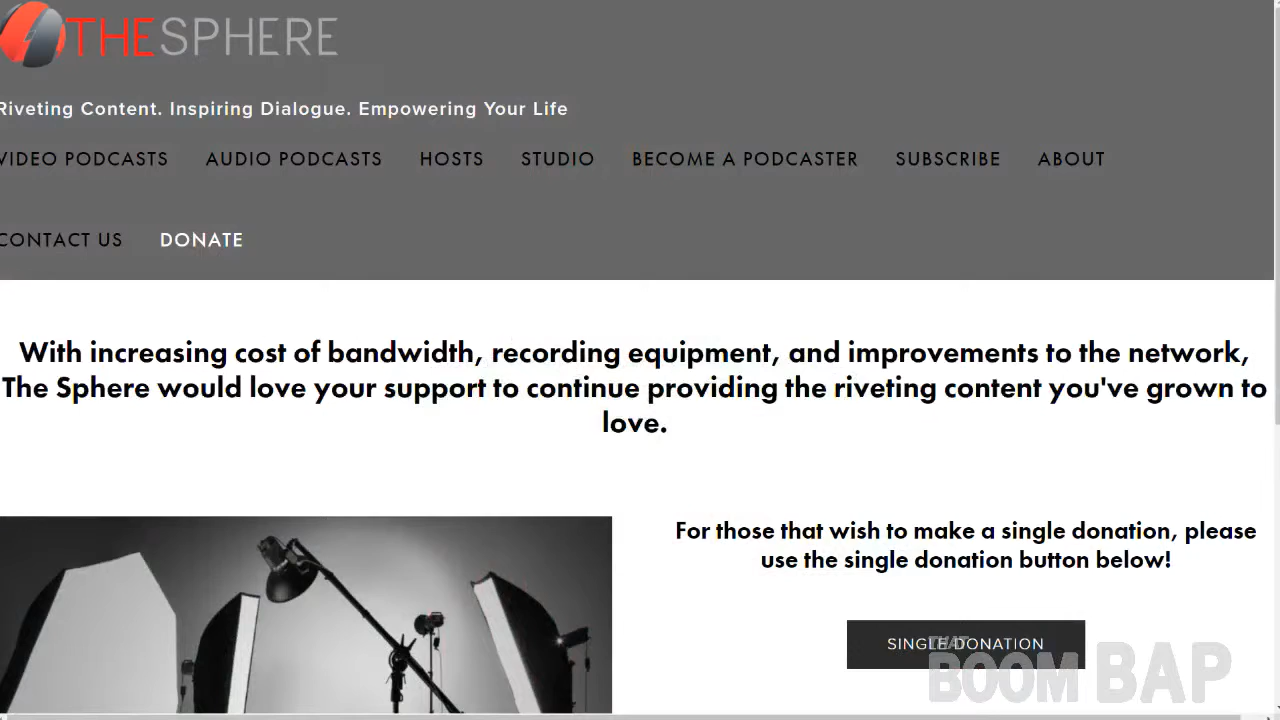 THESPHERE
Riveting Content. Inspiring Dialogue. Empowering Your Life
VIDEO PODCASTS AUDIO PODCASTS HOSTS STUDIO BECOME A PODCASTER SUBSCRIBE ABOUT
CONTACT US DONATE
With increasing cost of bandwidth, recording equipment, and improvements to the network,
The Sphere would love your support to continue providing the riveting content you've grown to
love.
For those that wish to make a single donation, please
use the single donation button below!
SINGLE DONATION
THAT
BOOM BAP